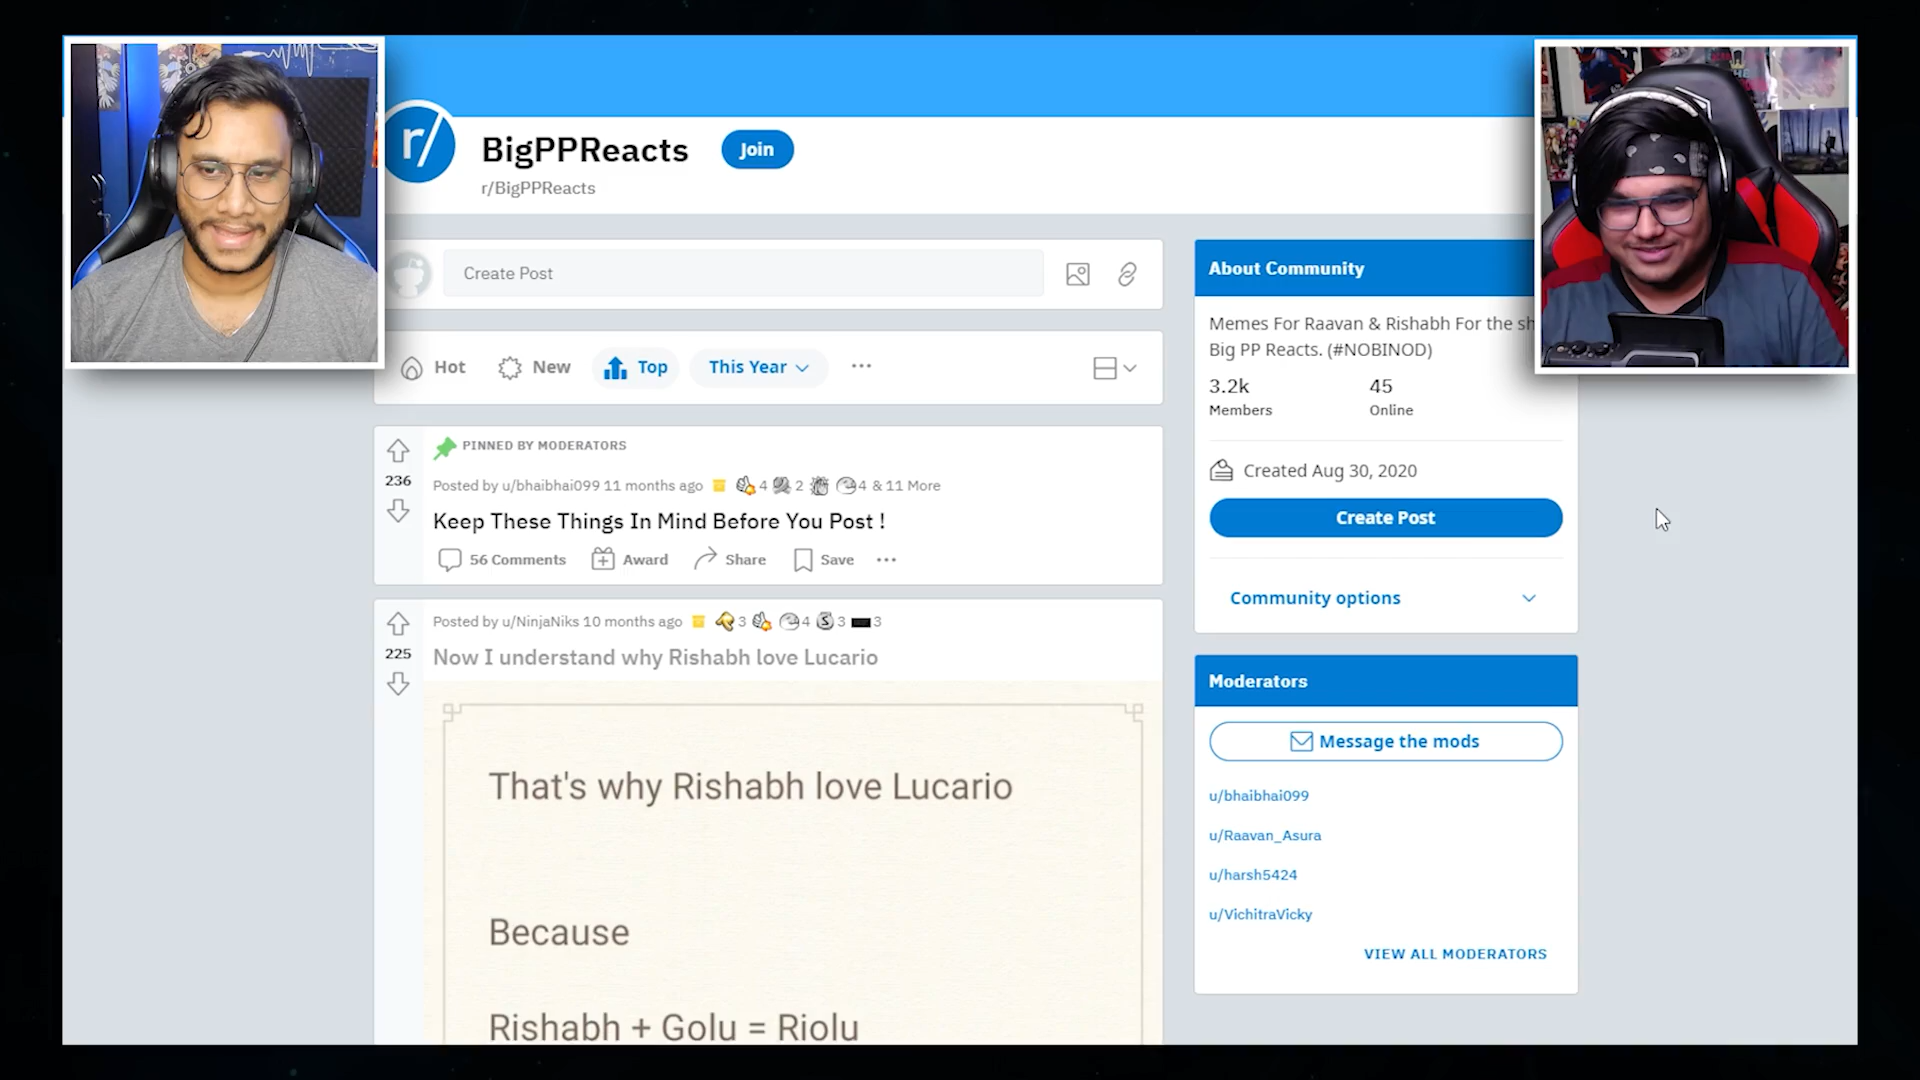 r/
BigPPReacts
Join
r/BigPPReacts
Create Post
Hot
New
Top
This Year
PINNED BY MODERATORS
236
Posted by u/bhaibhai099 11 months ago
4
2
4 & 11 More
Keep These Things In Mind Before You Post !
56 Comments
Award
Share
Save
225
Posted by u/NinjaNiks 10 months ago
3
4
3
3
Now I understand why Rishabh love Lucario
That's why Rishabh love Lucario
Because
Rishabh + Golu = Riolu
About Community
Memes For Raavan & Rishabh For the
Big PP Reacts. (#NOBINOD)
3.2k
45
Members
Online
Created Aug 30, 2020
Create Post
Community options
Moderators
Message the mods
u/bhaibhai099
u/Raavan_Asura
u/harsh5424
u/VichitraVicky
VIEW ALL MODERATORS